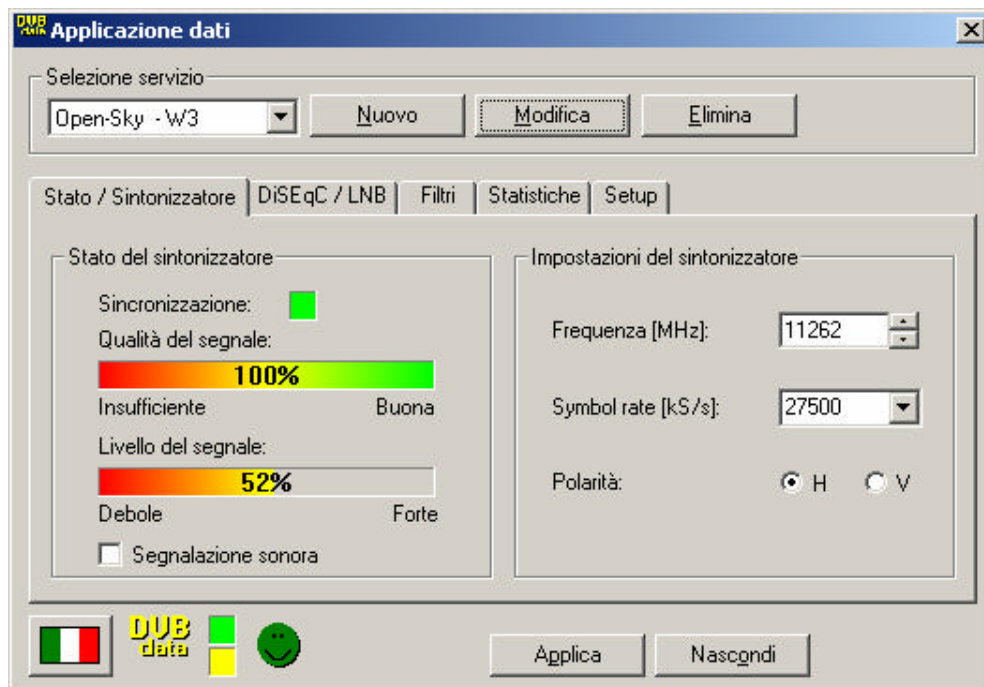 DVB data Applicazione dati
Selezione servizio
Open-Sky - W3 Nuovo Modifica Elimina
Stato / Sintonizzatore DiSEqC / LNB Filtri Statistiche Setup
Stato del sintonizzatore Impostazioni del sintonizzatore
Sincronizzazione:
Qualità del segnale: Frequenza [MHz]: 11262
100%
Insufficiente Buona Symbol rate [kS/s]: 27500
Livello del segnale:
52% Polarità: H V
Debole Forte
Segnalazione sonora
DVB
data
Applica Nascondi